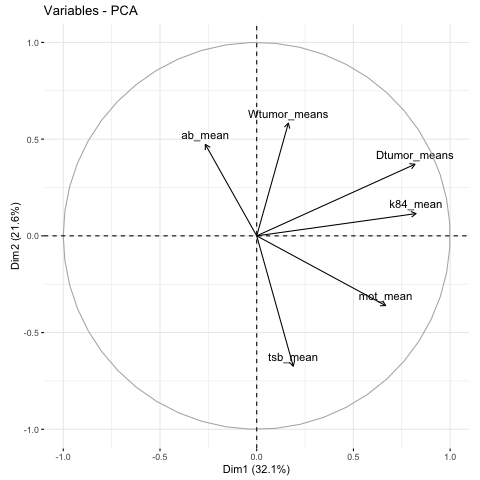 Variables - PCA
1.0
Wtumor_means
ab_mean
0.5
Dtumor_means
k84_mean
Dim2 (21.6%)
0.0
mot_mean
-0.5
tsb_mean
-1.0
-1.0 -0.5 0.0 0.5 1.0
Dim1 (32.1%)